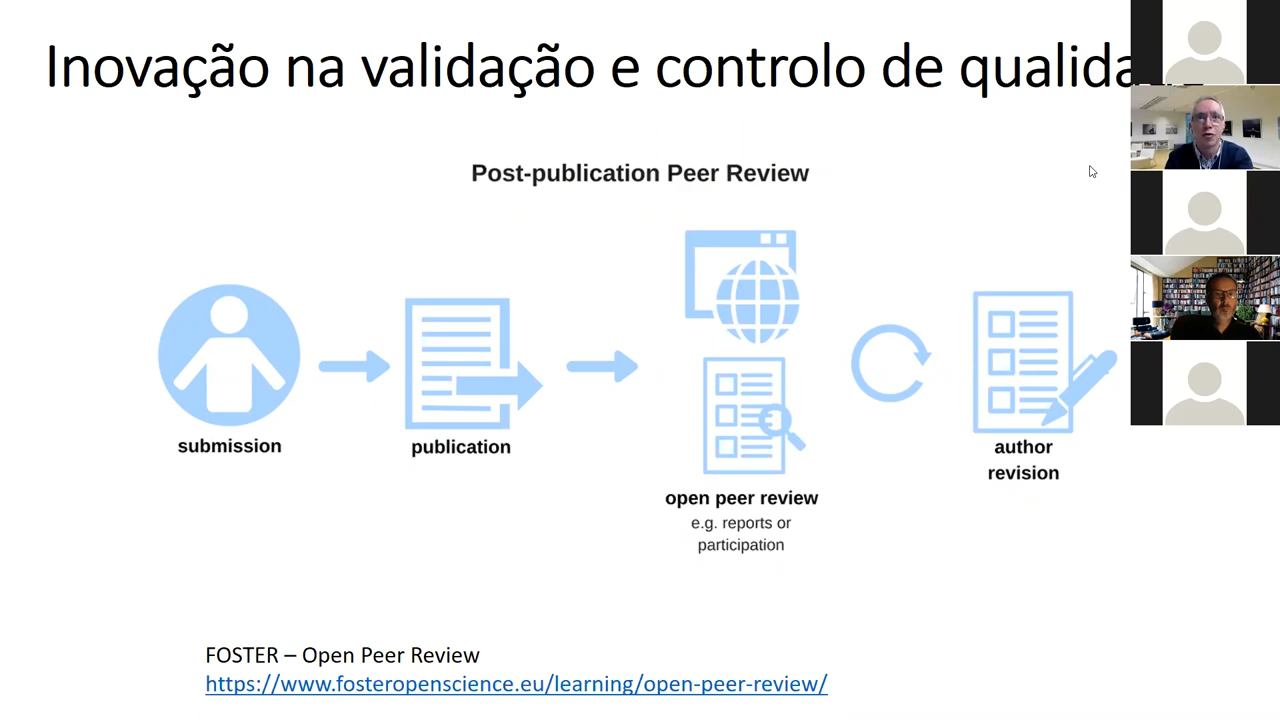 Inovação na validação e controlo de
Post-publication Peer Review
submission
publication
open peer review
e.g. reports or
participation
author
revision
FOSTER – Open Peer Review
https://www.fosteropenscience.eu/learning/open-peer-review/